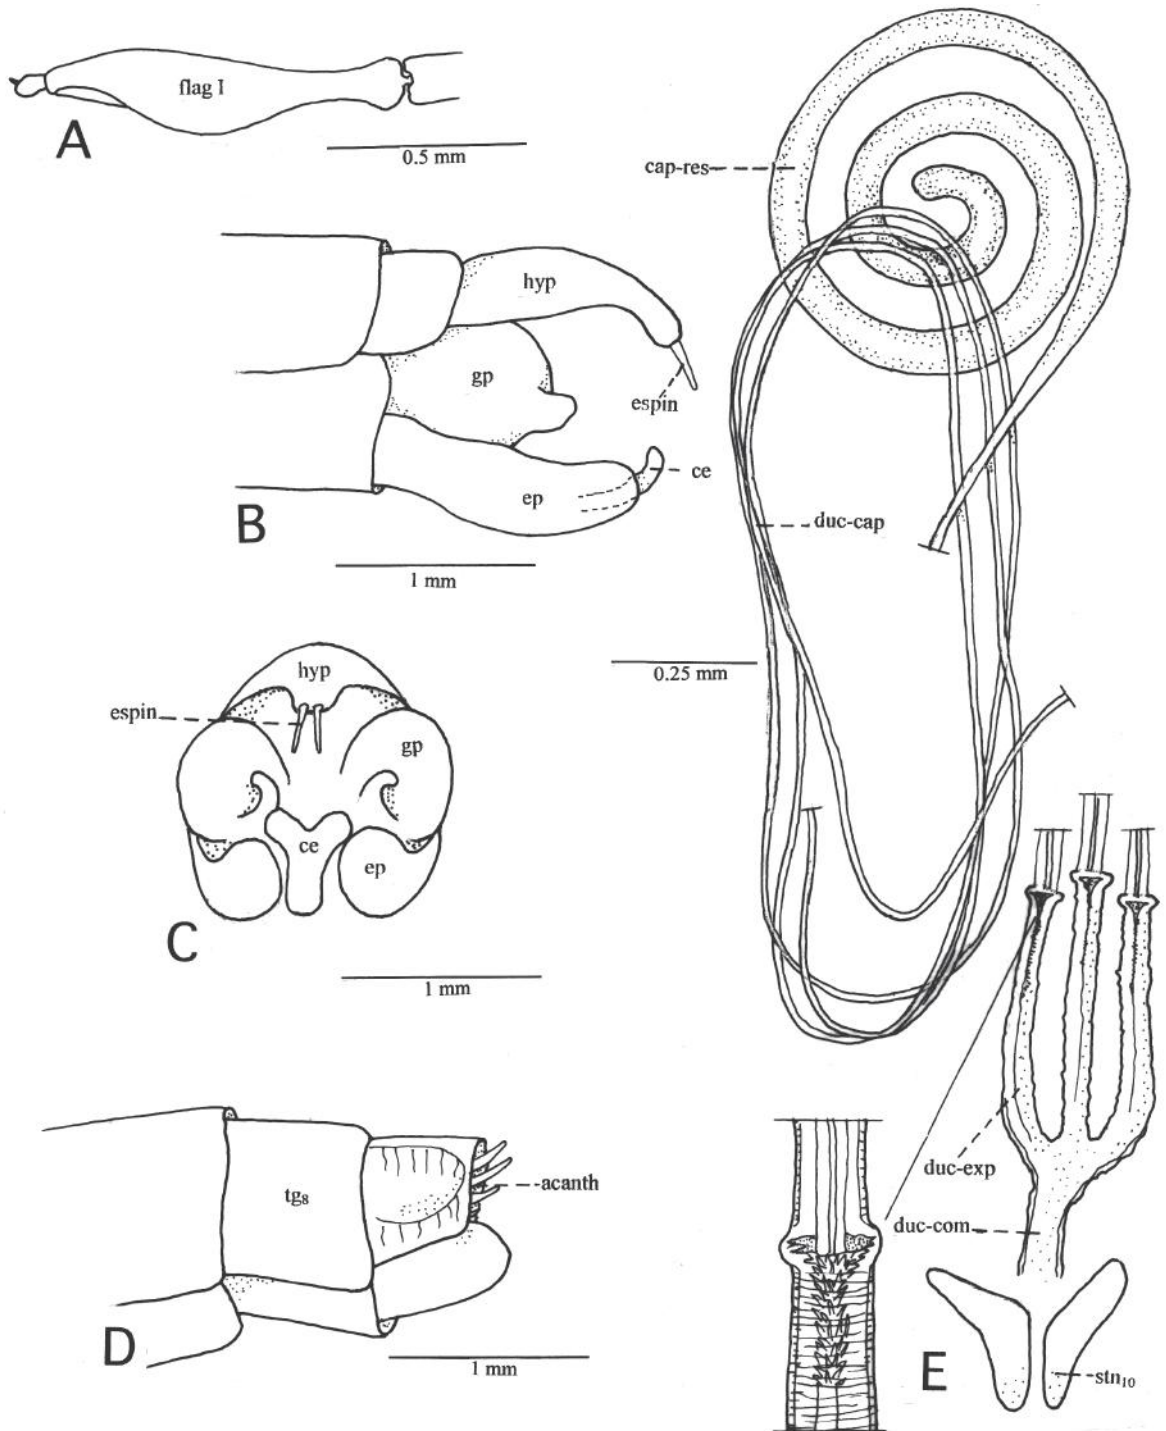 flag I
A
0.5 mm
cap-res
hyp
gp
espin
ce
ep
B
duc-cap
1 mm
0.25 mm
hyp
espin
gp
ce
ep
C
1 mm
tg₈
acanth
D
1 mm
duc-exp
duc-com
E
stn₁₀